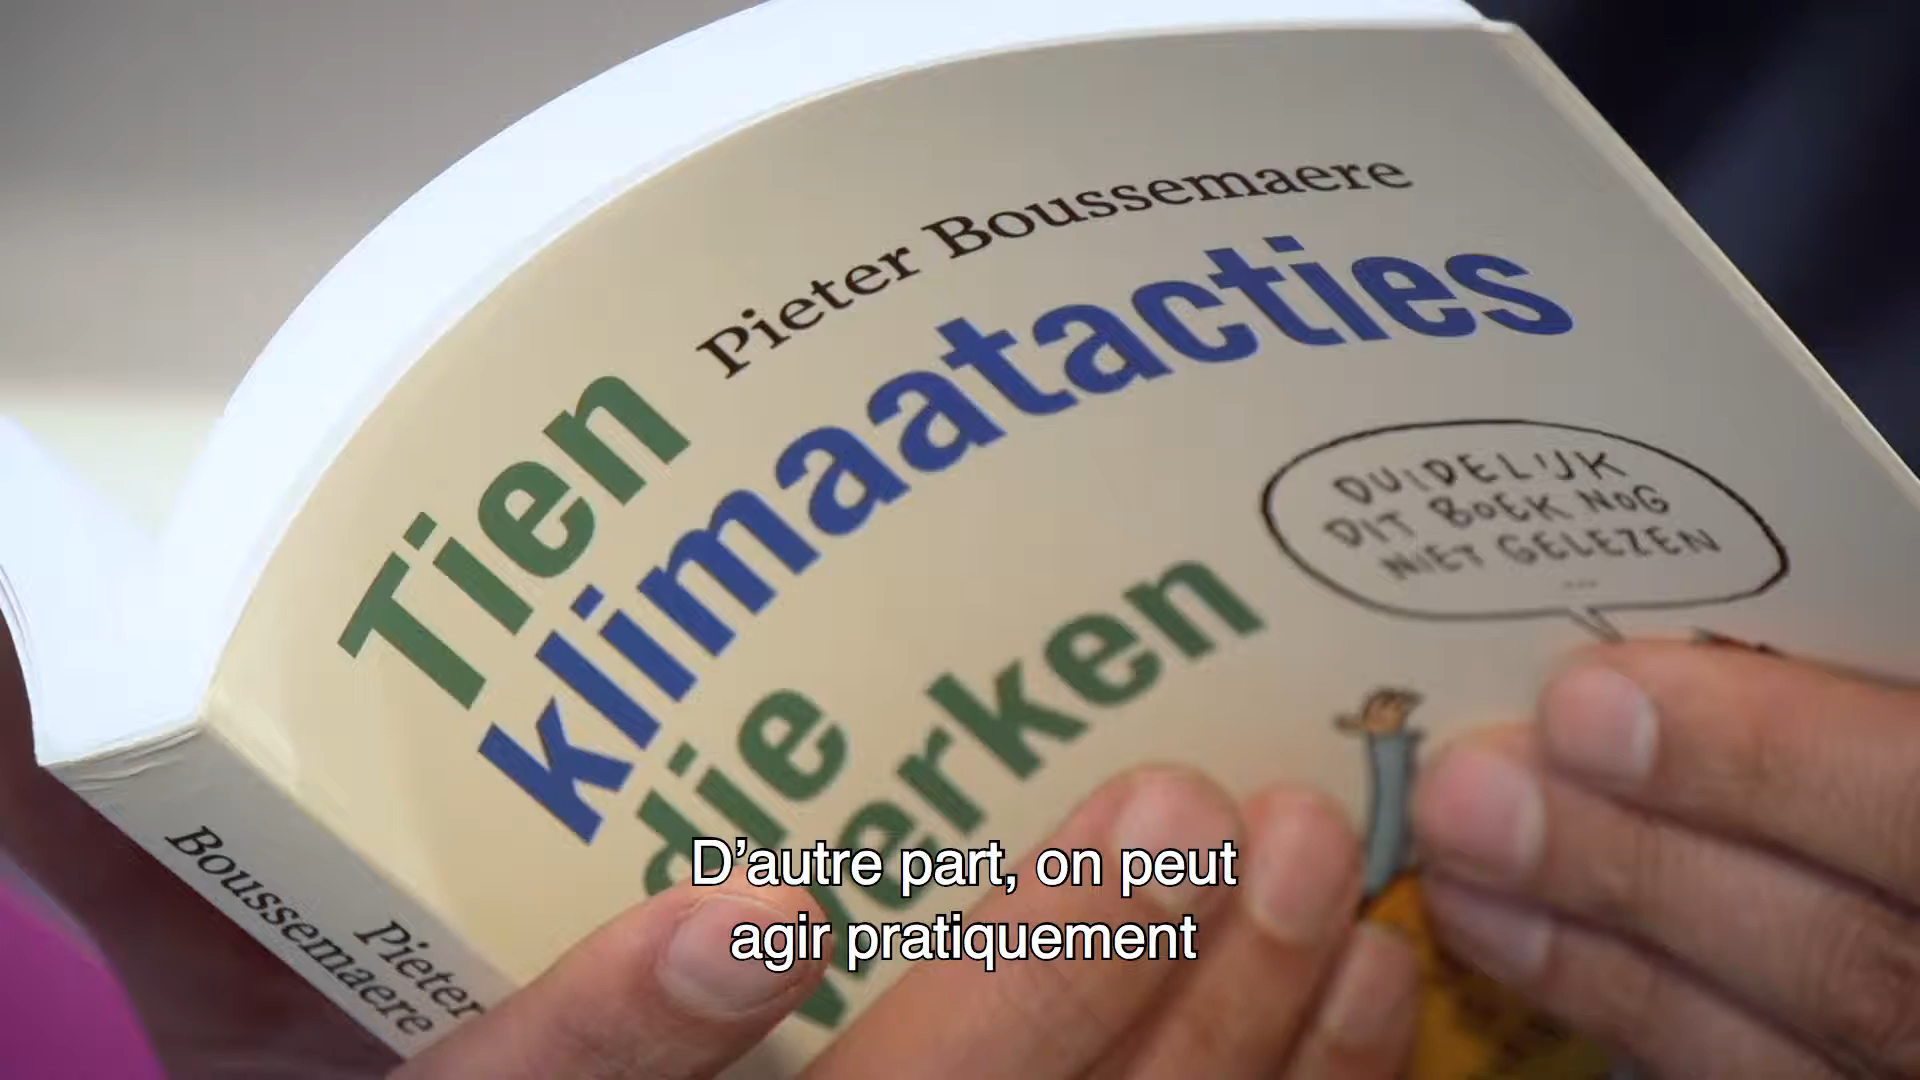 Pieter Boussemaere
Tien
klimaatacties
die
werken
DUIDELIJK
DIT BOEK NOG
NIET GELEZEN
...
Pieter
Boussemaere
D’autre part, on peut
agir pratiquement